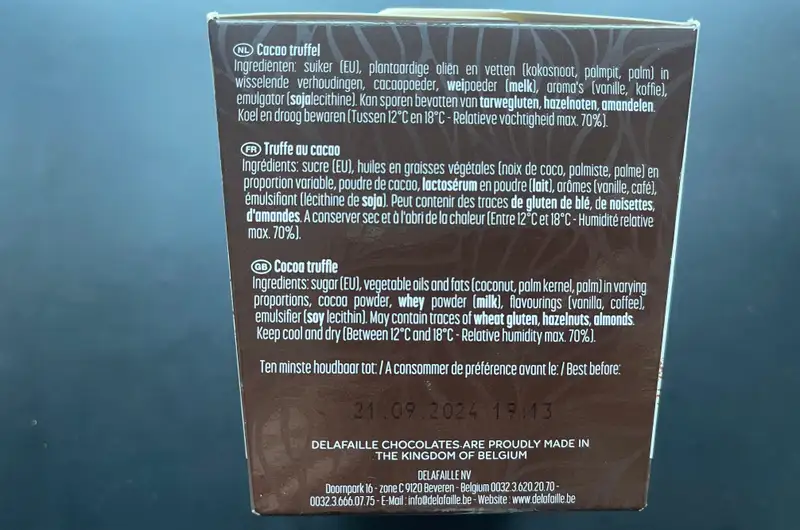 NL Cacao truffel
Ingrediënten: suiker (EU), plantaardige oliën en vetten (kokosnoot, palmpit, palm) in
wisselende verhoudingen, cacaopoeder, weipoeder (melk), aroma's (vanille, koffie),
emulgator (sojalecithine). Kan sporen bevatten van tarwegluten, hazelnoten, amandelen.
Koel en droog bewaren (Tussen 12°C en 18°C - Relatieve vochtigheid max. 70%).
FR Truffe au cacao
Ingrédients: sucre (EU), huiles en graisses végétales (noix de coco, palmiste, palme) en
proportion variable, poudre de cacao, lactosérum en poudre (lait), arômes (vanille, café),
émulsifiant (lécithine de soja). Peut contenir des traces de gluten de blé, de noisettes,
d'amandes. A conserver sec et à l'abri de la chaleur (Entre 12°C et 18°C - Humidité relative
max. 70%).
GB Cocoa truffle
Ingredients: sugar (EU), vegetable oils and fats (coconut, palm kernel, palm) in varying
proportions, cocoa powder, whey powder (milk), flavourings (vanilla, coffee),
emulsifier (soy lecithin). May contain traces of wheat gluten, hazelnuts, almonds.
Keep cool and dry (Between 12°C and 18°C - Relative humidity max. 70%).
Ten minste houdbaar tot: / A consommer de préférence avant le: / Best before:
21.09.2024 19:13
DELAFAILLE CHOCOLATES ARE PROUDLY MADE IN
THE KINGDOM OF BELGIUM
DELAFAILLE NV
Doornpark 16 - zone C 9120 Beveren - Belgium 0032.3.620.20.70 -
0032.3.666.07.75 - E-Mail : info@delafaille.be - Website : www.delafaille.be